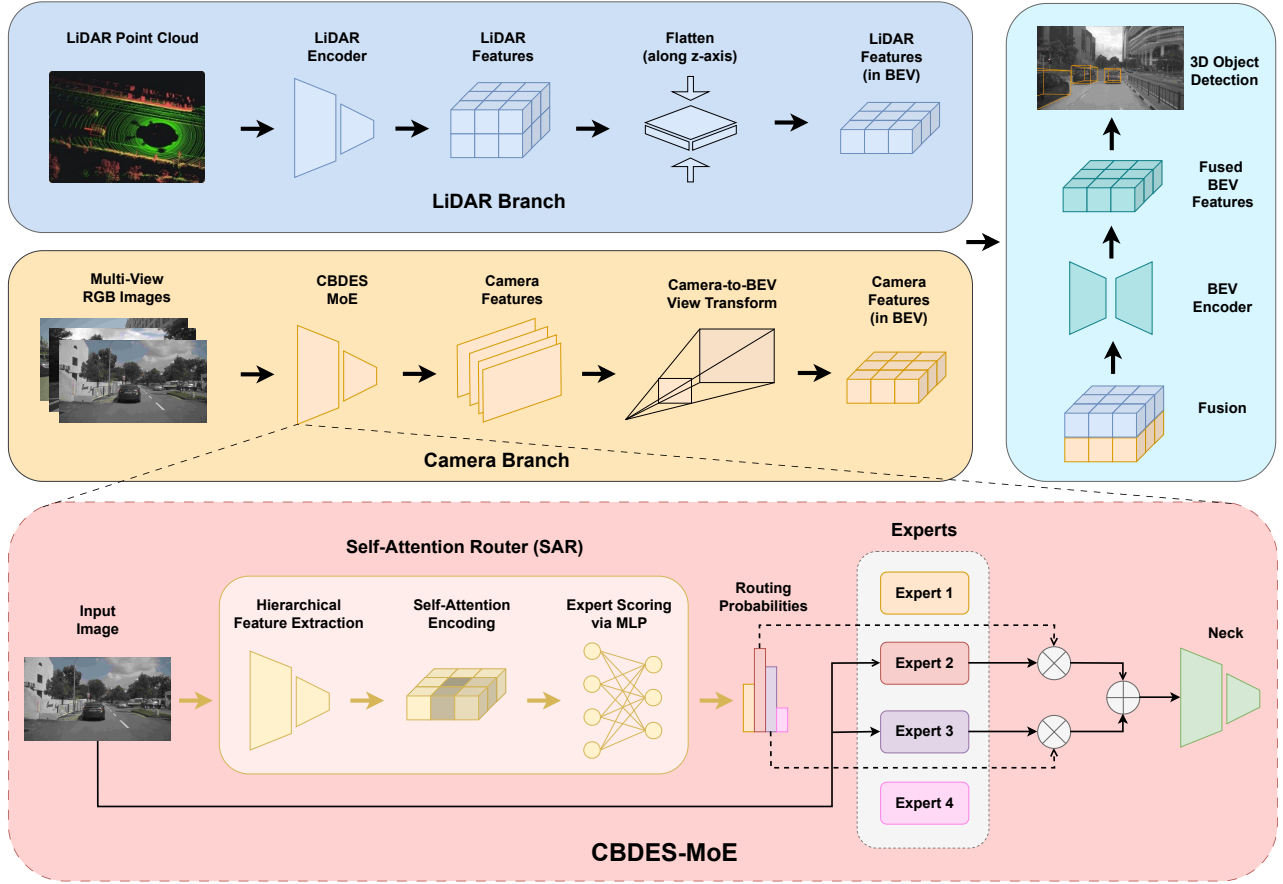 LiDAR Point Cloud
LiDAR
Encoder
LiDAR
Features
Flatten
(along z-axis)
LiDAR
Features
(in BEV)
LiDAR Branch
Multi-View
RGB Images
CBDES
MoE
Camera
Features
Camera-to-BEV
View Transform
Camera
Features
(in BEV)
Camera Branch
3D Object
Detection
Fused
BEV
Features
BEV
Encoder
Fusion
Self-Attention Router (SAR)
Experts
Input
Image
Hierarchical
Feature Extraction
Self-Attention
Encoding
Expert Scoring
via MLP
Routing
Probabilities
Expert 1
Expert 2
Expert 3
Expert 4
Neck
CBDES-MoE